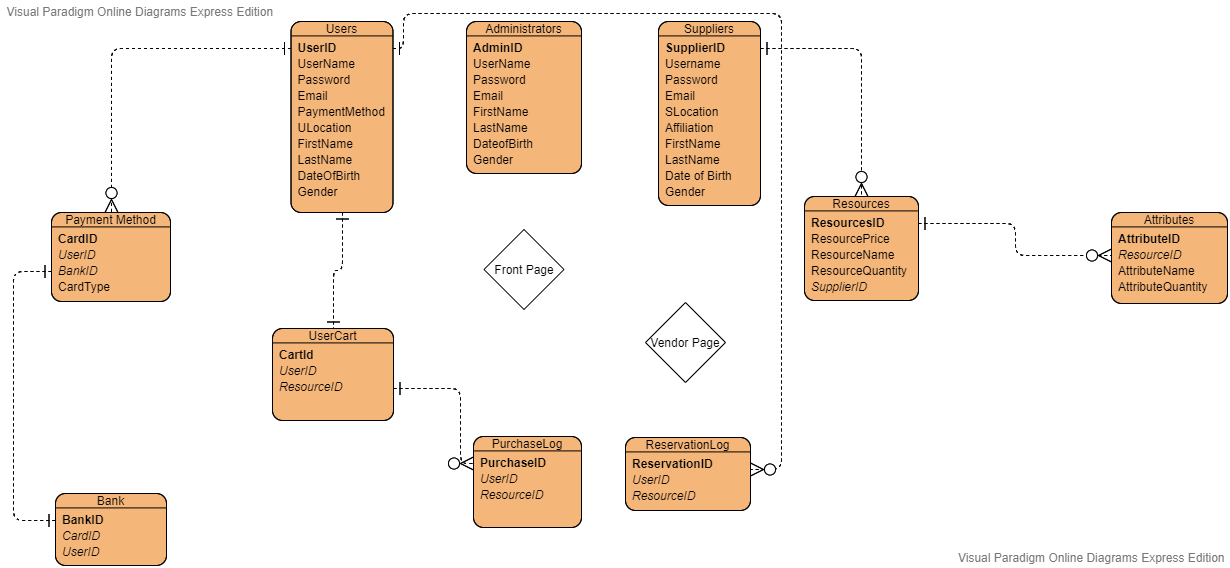 Visual Paradigm Online Diagrams Express Edition
Users
UserID
UserName
Password
Email
PaymentMethod
ULocation
FirstName
LastName
DateOfBirth
Gender
Administrators
AdminID
UserName
Password
Email
FirstName
LastName
DateofBirth
Gender
Suppliers
SupplierID
Username
Password
Email
SLocation
Affiliation
FirstName
LastName
Date of Birth
Gender
Payment Method
CardID
UserID
BankID
CardType
Resources
ResourcesID
ResourcePrice
ResourceName
ResourceQuantity
SupplierID
Attributes
AttributeID
ResourceID
AttributeName
AttributeQuantity
Front Page
Vendor Page
UserCart
CartId
UserID
ResourceID
PurchaseLog
PurchaseID
UserID
ResourceID
ReservationLog
ReservationID
UserID
ResourceID
Bank
BankID
CardID
UserID
Visual Paradigm Online Diagrams Express Edition